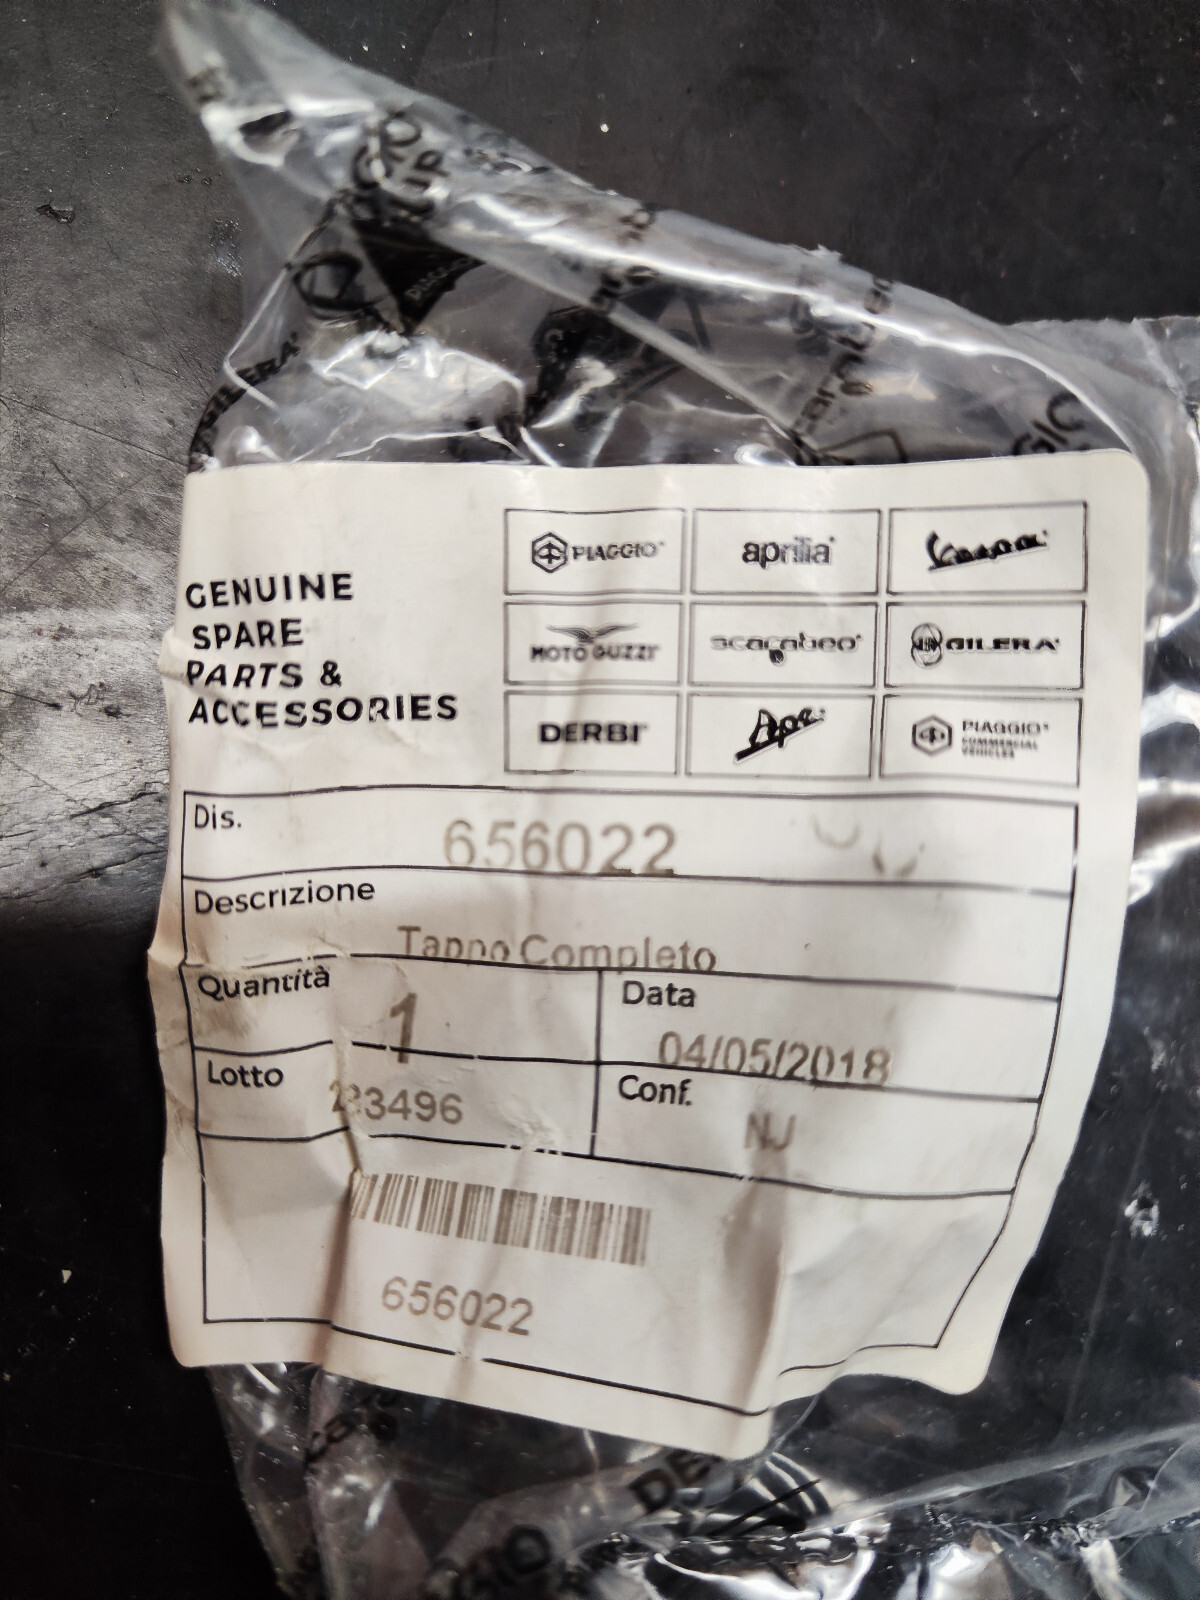 GILERA
GENUINE
SPARE
PARTS &
ACCESSORIES
PIAGGIO
aprilia
Vespa
MOTO GUZZI
scarabeo
GILERA
DERBI
Ape
PIAGGIO
COMMERCIAL
VEHICLES
Dis.
656022
Descrizione
Tappo Completo
Quantità
1
Data
04/05/2018
Lotto
Conf.
NJ
656022